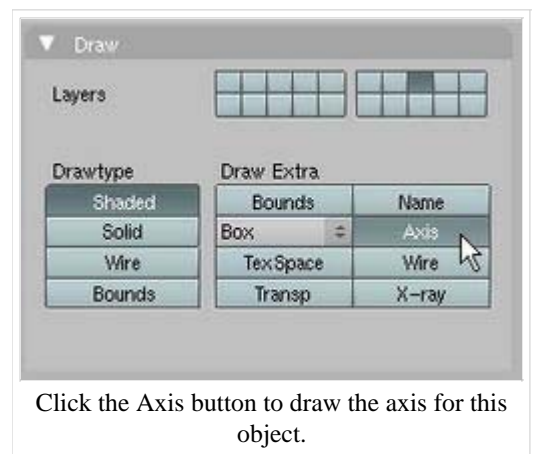 Draw
Layers
Drawtype Draw Extra
Shaded Bounds Name
Solid Box Axis
Wire TexSpace Wire
Bounds Transp X-ray
Click the Axis button to draw the axis for this
object.